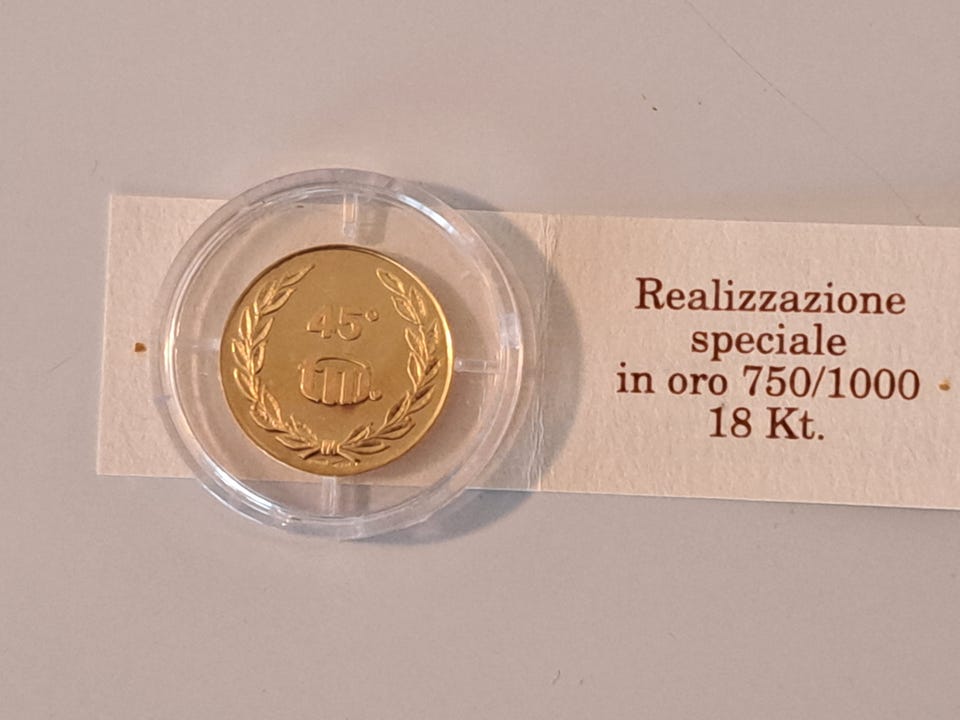 45°
Realizzazione
speciale
in oro 750/1000
18 Kt.